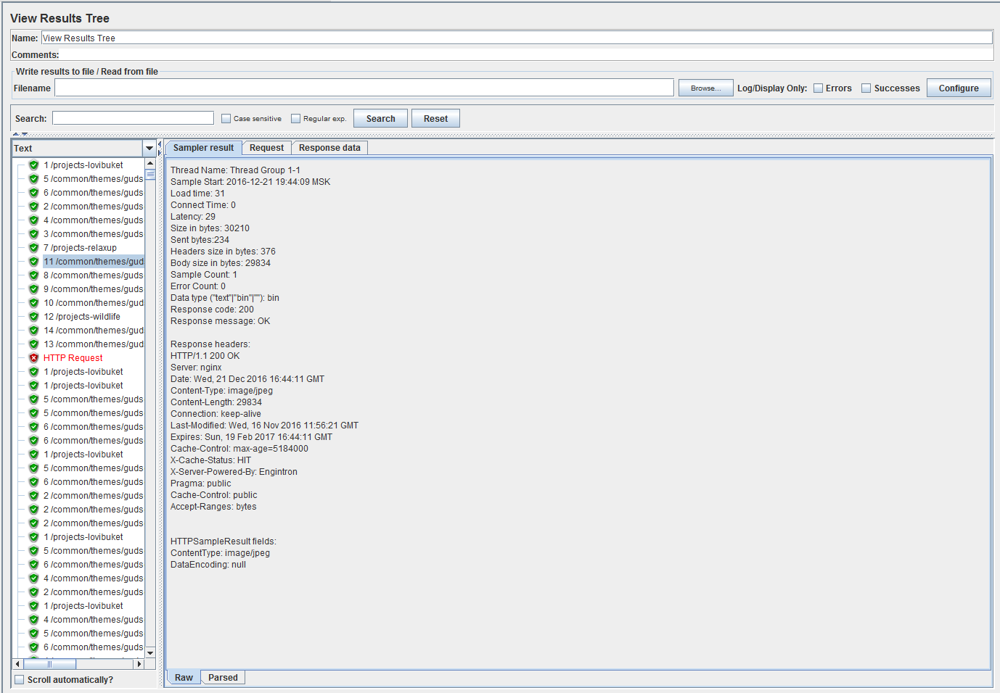 View Results Tree
Name: View Results Tree
Comments:
Write results to file / Read from file
Filename Browse... Log/Display Only: Errors Successes Configure
Search: Case sensitive Regular exp. Search Reset
Text
1 /projects-lovibuket
5 /common/themes/guds
6 /common/themes/guds
2 /common/themes/guds
4 /common/themes/guds
3 /common/themes/guds
7 /projects-relaxup
11 /common/themes/gud
8 /common/themes/guds
9 /common/themes/guds
10 /common/themes/gud
12 /projects-wildlife
14 /common/themes/gud
13 /common/themes/gud
HTTP Request
1 /projects-lovibuket
1 /projects-lovibuket
5 /common/themes/guds
5 /common/themes/guds
6 /common/themes/guds
6 /common/themes/guds
1 /projects-lovibuket
5 /common/themes/guds
6 /common/themes/guds
2 /common/themes/guds
2 /common/themes/guds
2 /common/themes/guds
1 /projects-lovibuket
5 /common/themes/guds
6 /common/themes/guds
4 /common/themes/guds
2 /common/themes/guds
1 /projects-lovibuket
4 /common/themes/guds
5 /common/themes/guds
6 /common/themes/guds
Scroll automatically?
Sampler result Request Response data
Thread Name: Thread Group 1-1
Sample Start: 2016-12-21 19:44:09 MSK
Load time: 31
Connect Time: 0
Latency: 29
Size in bytes: 30210
Sent bytes:234
Headers size in bytes: 376
Body size in bytes: 29834
Sample Count: 1
Error Count: 0
Data type ("text"|"bin"|""): bin
Response code: 200
Response message: OK
Response headers:
HTTP/1.1 200 OK
Server: nginx
Date: Wed, 21 Dec 2016 16:44:11 GMT
Content-Type: image/jpeg
Content-Length: 29834
Connection: keep-alive
Last-Modified: Wed, 16 Nov 2016 11:56:21 GMT
Expires: Sun, 19 Feb 2017 16:44:11 GMT
Cache-Control: max-age=5184000
X-Cache-Status: HIT
X-Server-Powered-By: Engintron
Pragma: public
Cache-Control: public
Accept-Ranges: bytes
HTTPSampleResult fields:
ContentType: image/jpeg
DataEncoding: null
Raw Parsed